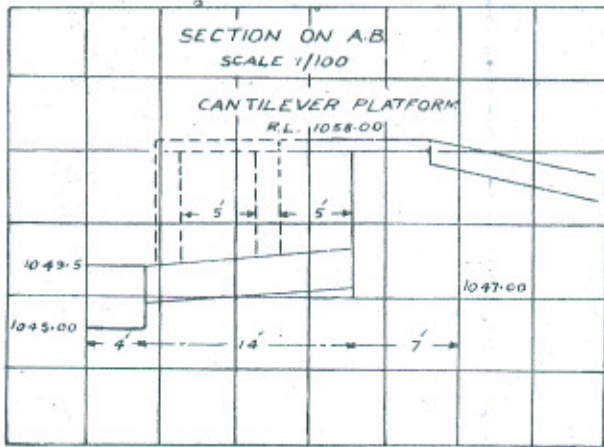 SECTION ON A.B.
SCALE 1/100
CANTILEVER PLATFORM
R.L. 1058.00
5' 5'
1049.5
1047.00
1045.00
4' 14' 7'